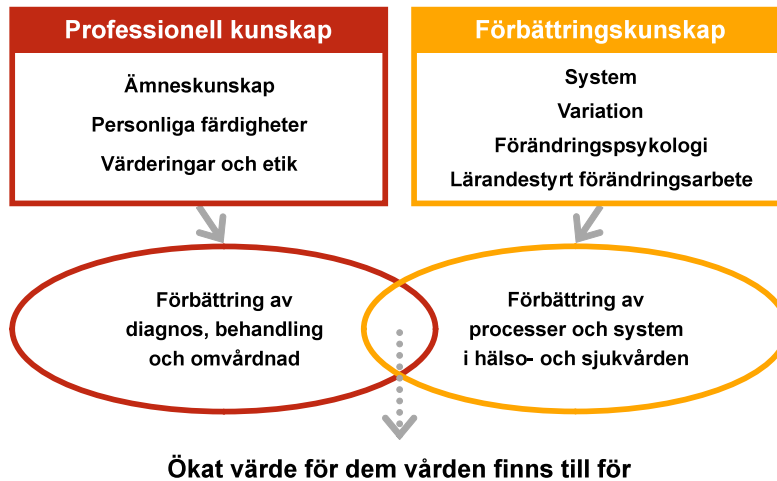 Professionell kunskap
Ämneskunskap
Personliga färdigheter
Värderingar och etik
Förbättringskunskap
System
Variation
Förändringspsykologi
Lärandestyrt förändringsarbete
Förbättring av
diagnos, behandling
och omvårdnad
Förbättring av
processer och system
i hälso- och sjukvården
Ökat värde för dem vården finns till för